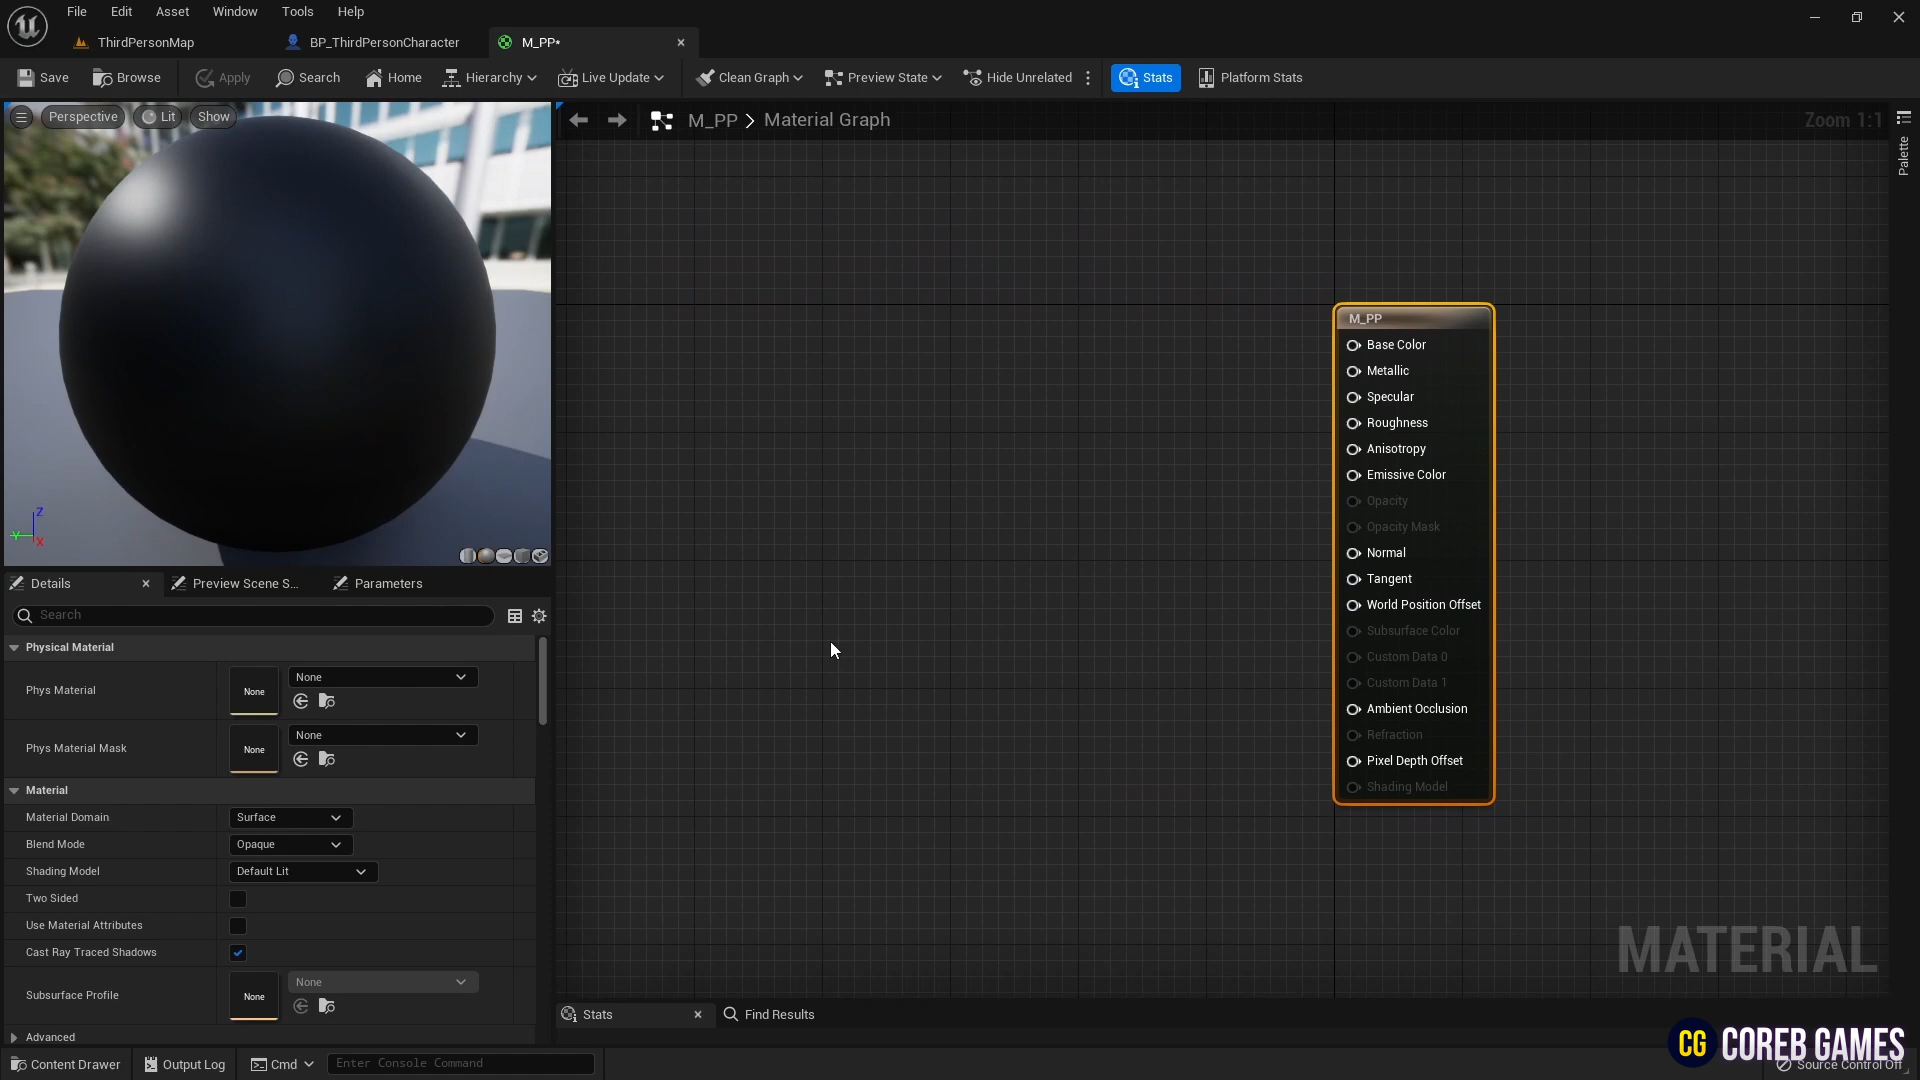 File Edit Asset Window Tools Help
ThirdPersonMap BP_ThirdPersonCharacter M_PP*
Save Browse Apply Search Home Hierarchy Live Update Clean Graph Preview State Hide Unrelated Stats Platform Stats
Perspective Lit Show
M_PP > Material Graph
Zoom 1:1
Palette
M_PP
Base Color
Metallic
Specular
Roughness
Anisotropy
Emissive Color
Opacity
Opacity Mask
Normal
Tangent
World Position Offset
Subsurface Color
Custom Data 0
Custom Data 1
Ambient Occlusion
Refraction
Pixel Depth Offset
Shading Model
Z
Y
X
Details Preview Scene S... Parameters
Search
Physical Material
Phys Material None None
Phys Material Mask None None
Material
Material Domain Surface
Blend Mode Opaque
Shading Model Default Lit
Two Sided
Use Material Attributes
Cast Ray Traced Shadows
Subsurface Profile None None
Advanced
MATERIAL
Stats Find Results
CG COREB GAMES
Content Drawer Output Log Cmd Enter Console Command Source Control Off